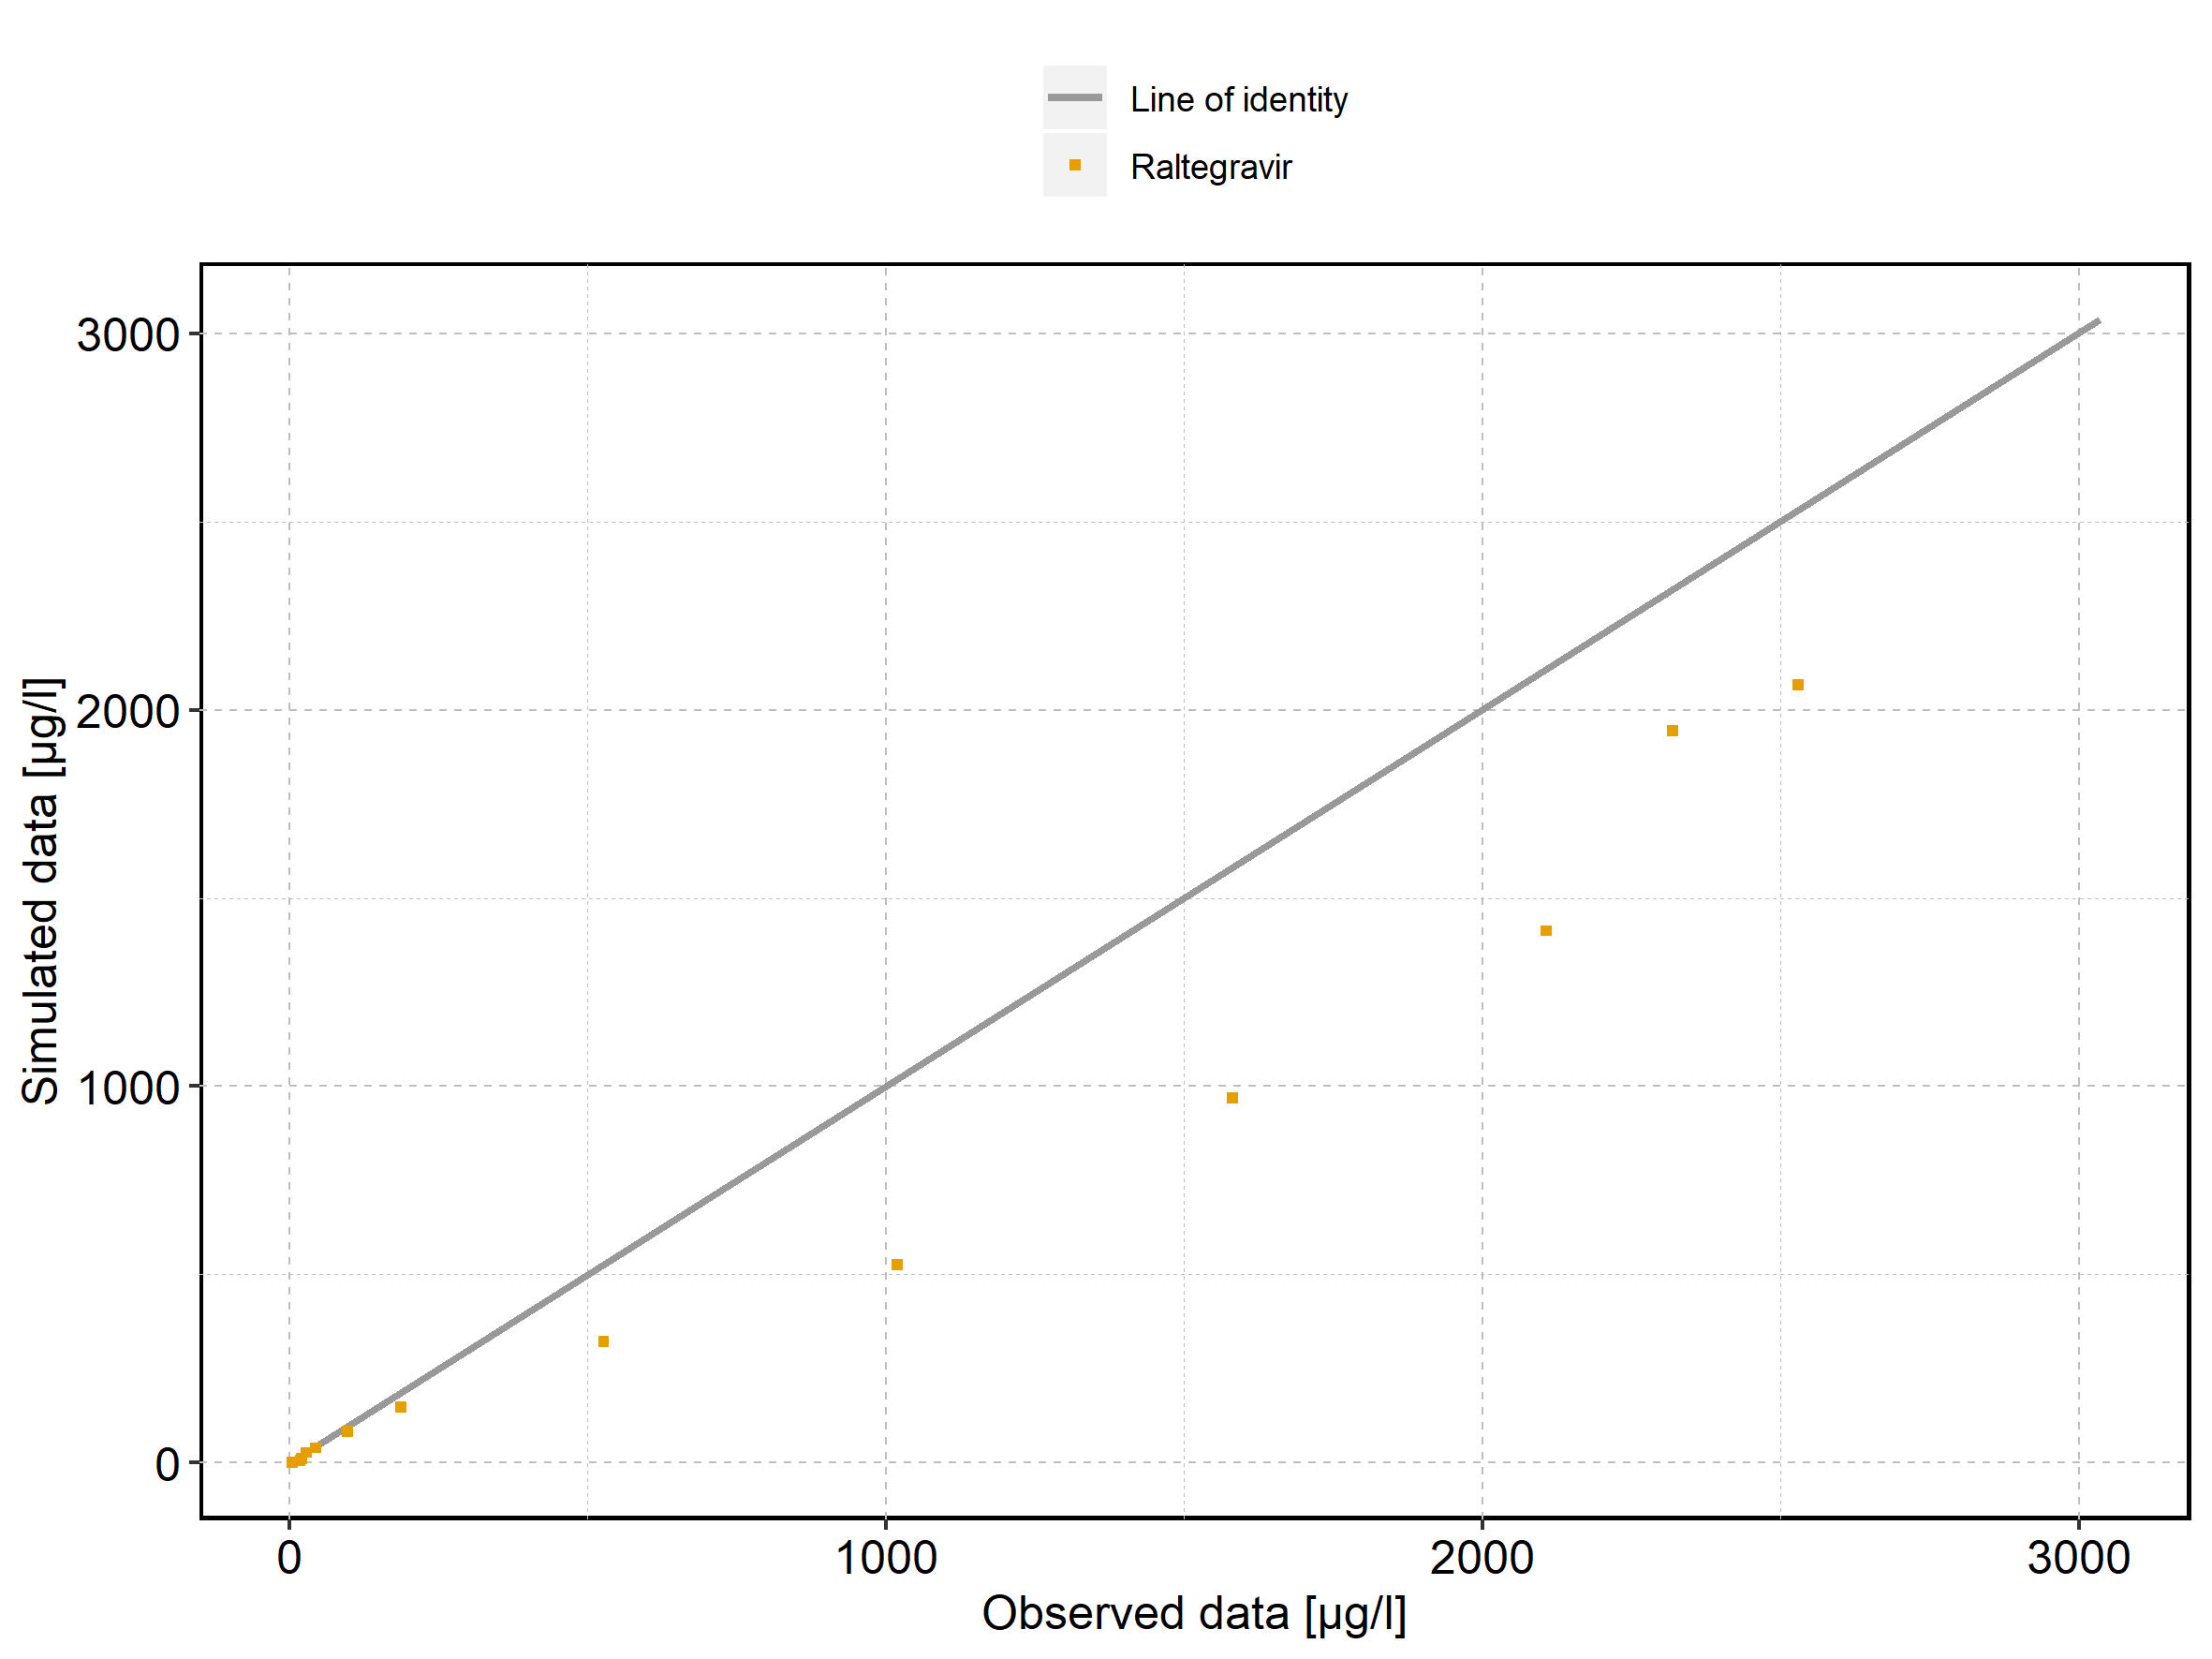 Line of identity
Raltegravir
3000
2000
1000
0
Simulated data [µg/l]
0 1000 2000 3000
Observed data [µg/l]